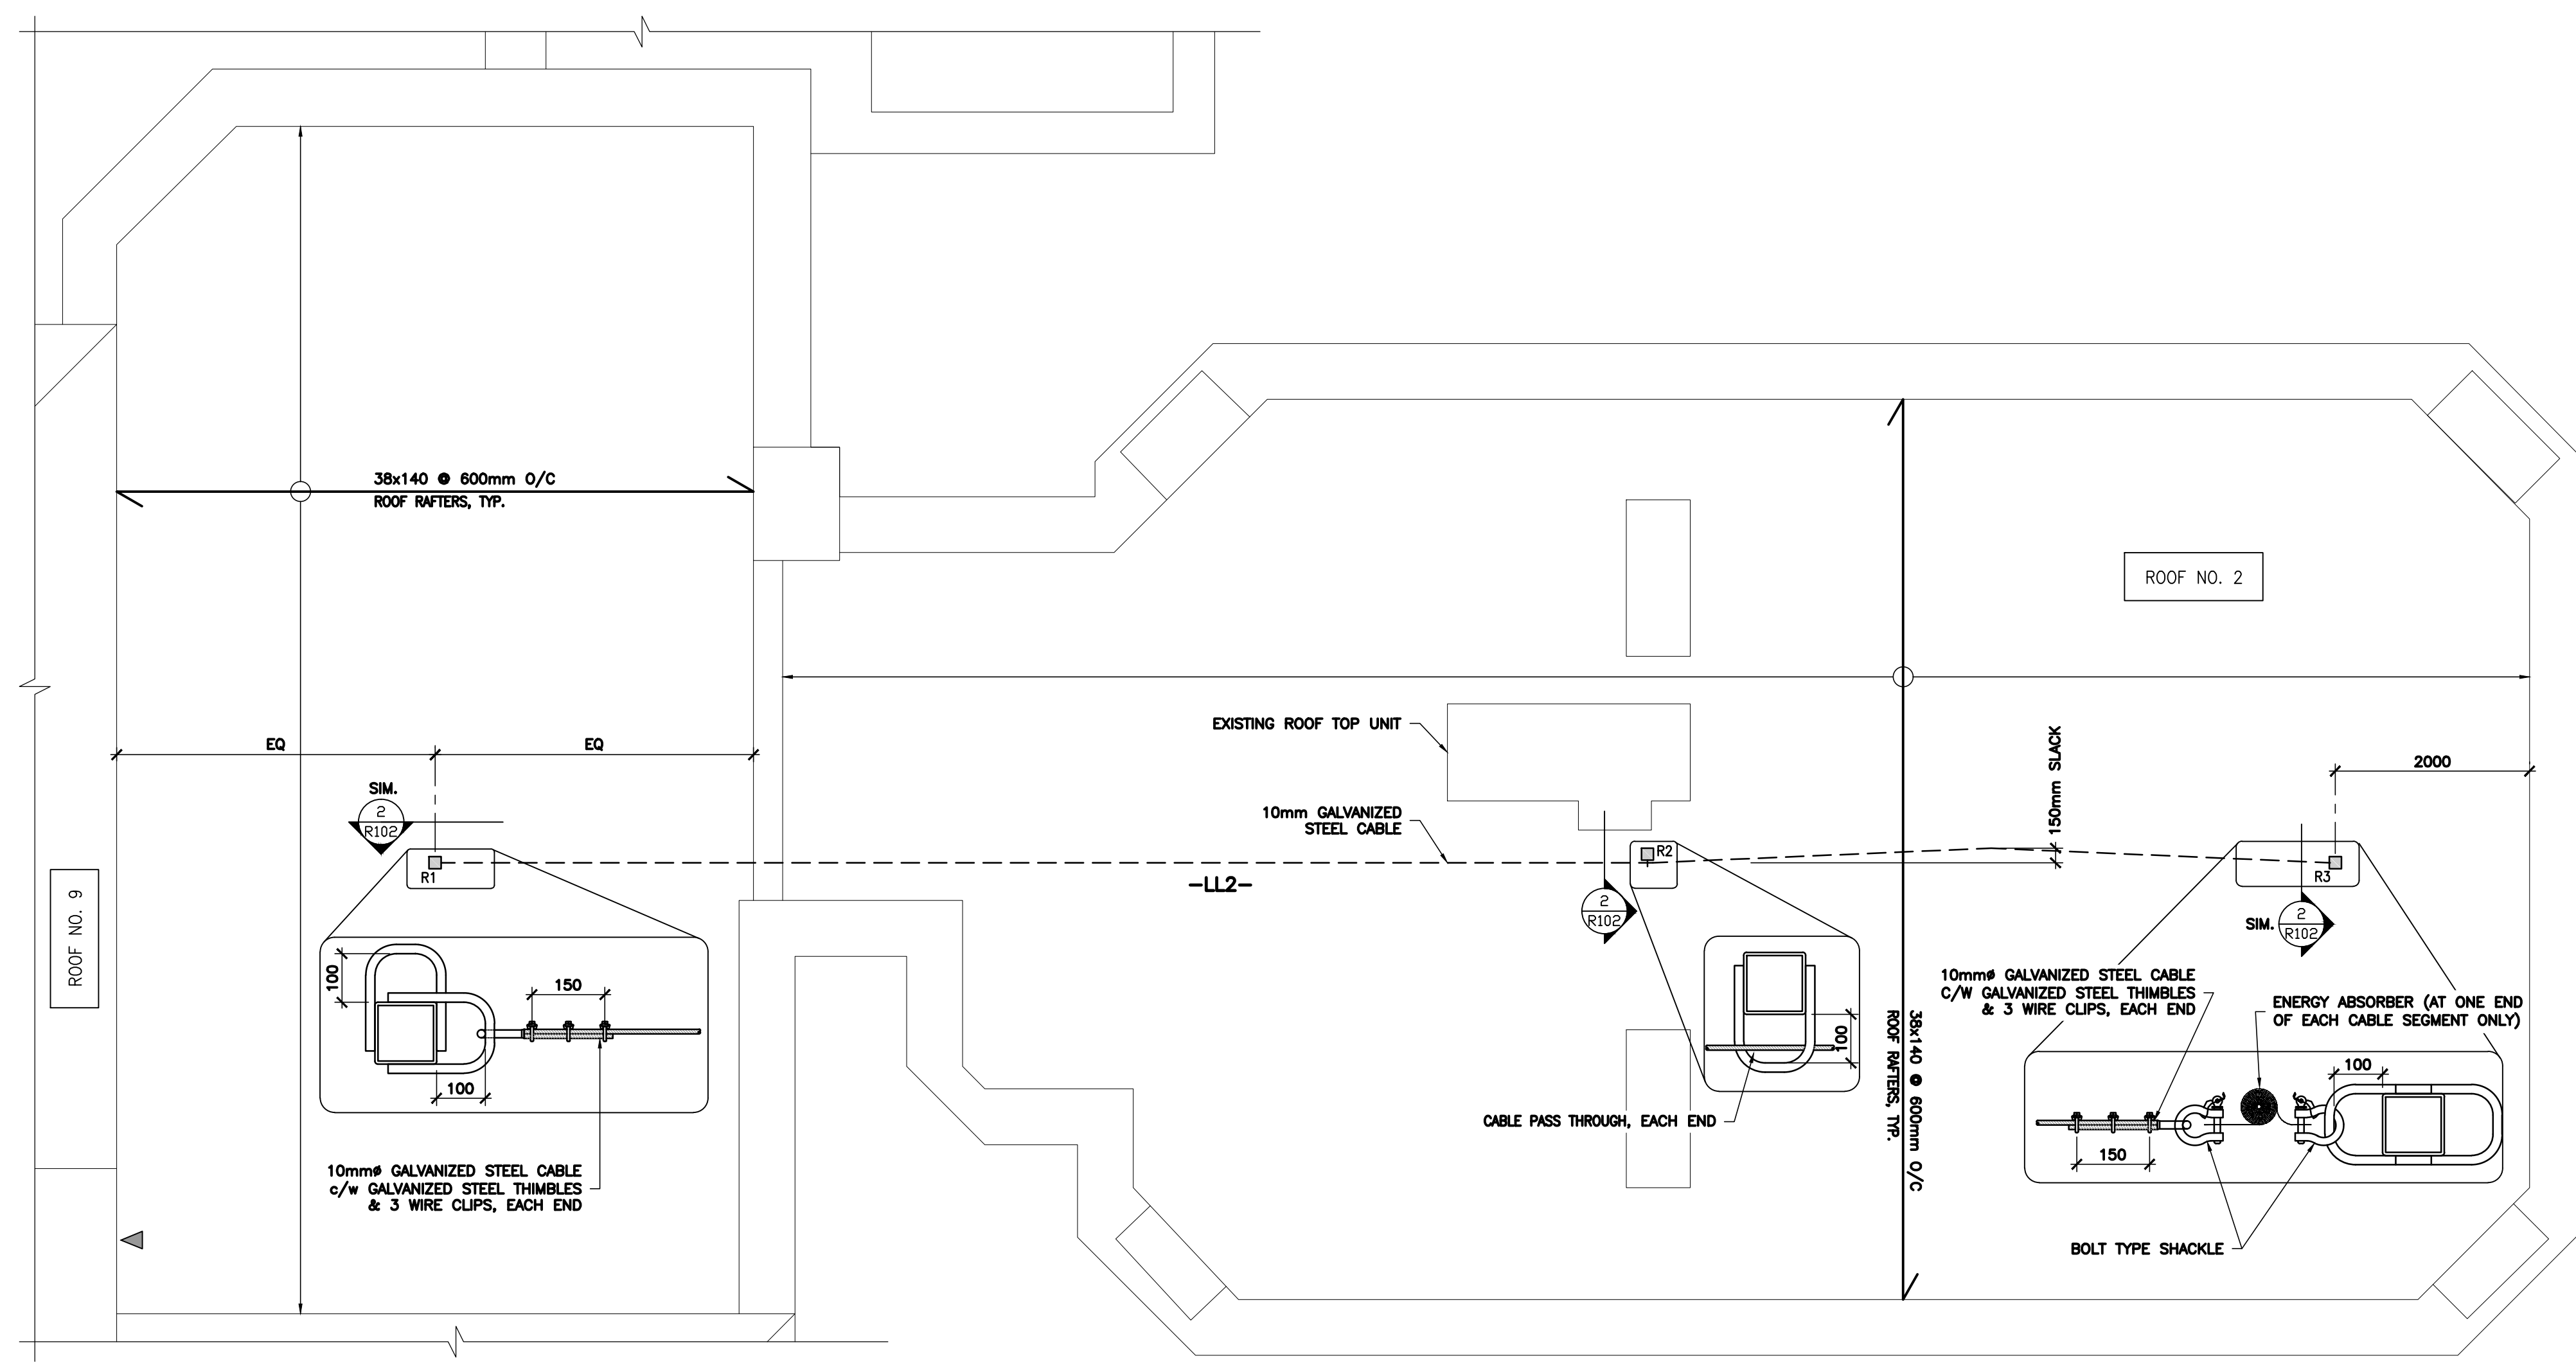 38x140 @ 600mm O/C
ROOF RAFTERS, TYP.
ROOF NO. 2
EXISTING ROOF TOP UNIT
EQ
EQ
150mm SLACK
2000
SIM.
2
R102
10mm GALVANIZED
STEEL CABLE
R1
R2
R3
-LL2-
2
R102
SIM.
2
R102
ROOF NO. 9
100
150
100
10mmø GALVANIZED STEEL CABLE
c/w GALVANIZED STEEL THIMBLES
& 3 WIRE CLIPS, EACH END
100
CABLE PASS THROUGH, EACH END
38x140 @ 600mm O/C
ROOF RAFTERS, TYP.
10mmø GALVANIZED STEEL CABLE
C/W GALVANIZED STEEL THIMBLES
& 3 WIRE CLIPS, EACH END
ENERGY ABSORBER (AT ONE END
OF EACH CABLE SEGMENT ONLY)
100
150
BOLT TYPE SHACKLE